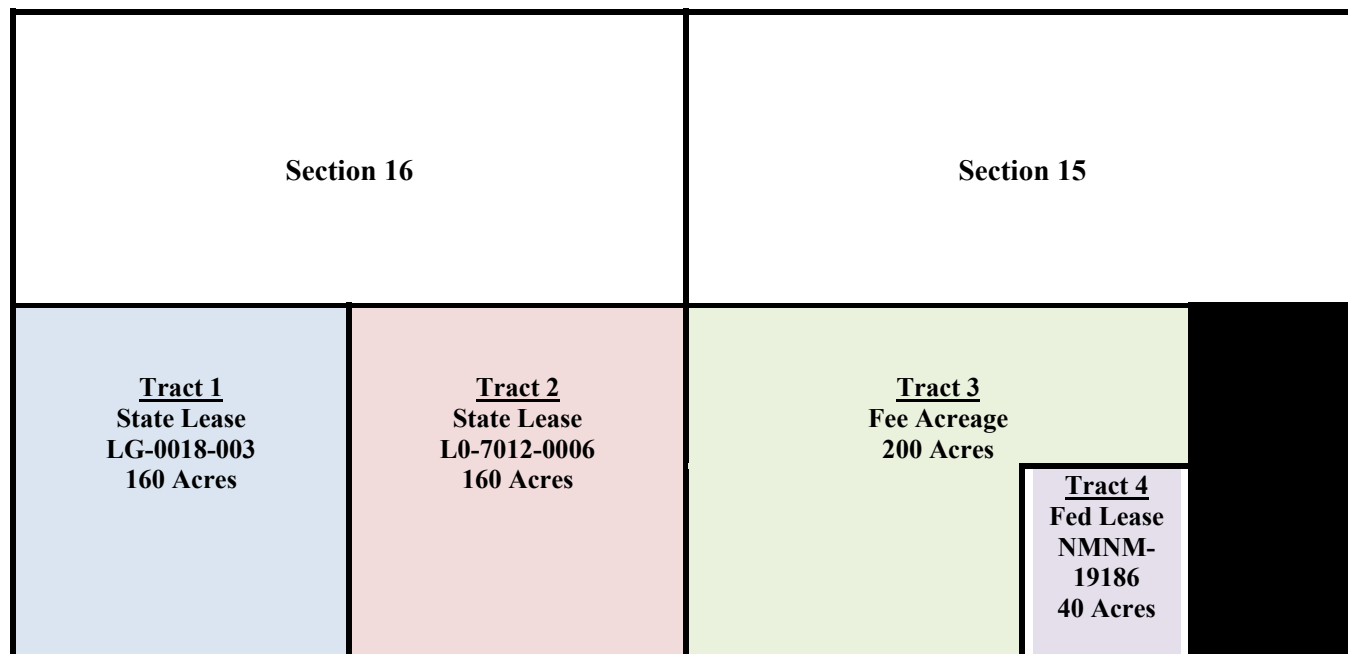 Section 16
Section 15
Tract 1
State Lease
LG-0018-003
160 Acres
Tract 2
State Lease
L0-7012-0006
160 Acres
Tract 3
Fee Acreage
200 Acres
Tract 4
Fed Lease
NMNM-
19186
40 Acres